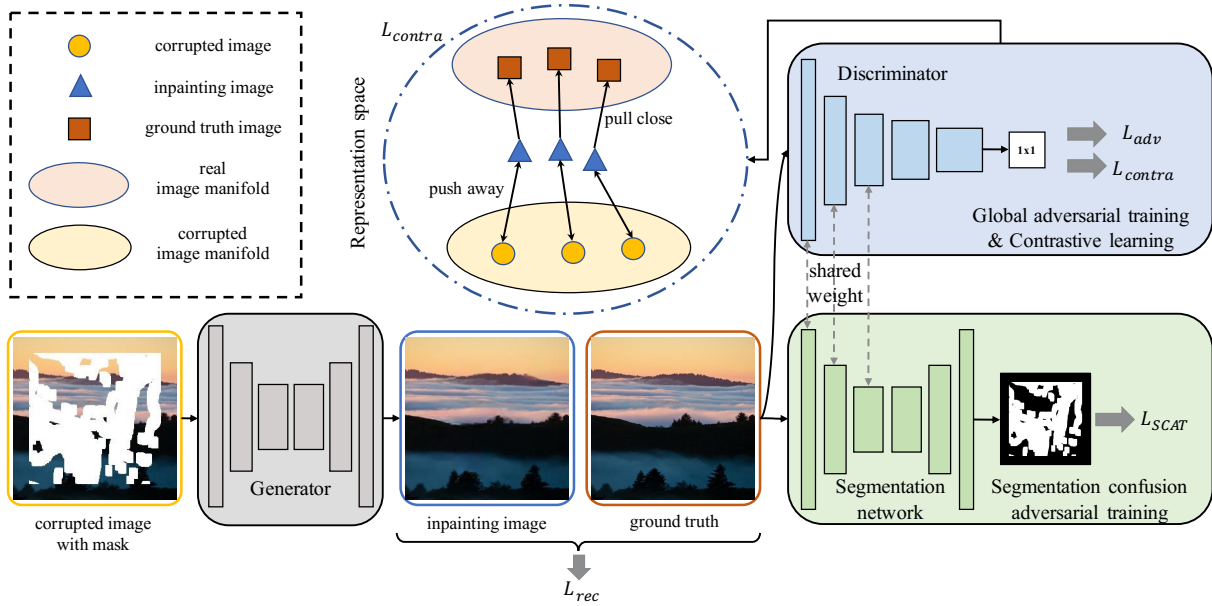 corrupted image
inpainting image
ground truth image
real
image manifold
corrupted
image manifold
Representation space
L_contra
pull close
push away
Discriminator
1x1
L_adv
L_contra
Global adversarial training
& Contrastive learning
shared
weight
Generator
corrupted image
with mask
inpainting image
ground truth
L_rec
Segmentation
network
L_SCAT
Segmentation confusion
adversarial training